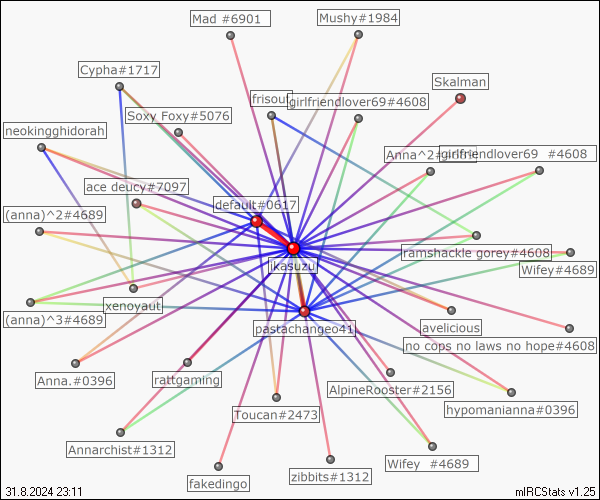 Mad #6901
Mushy#1984
Cypha#1717
Skalman
frisouf
girlfriendlover69#4608
Soxy Foxy#5076
neokingghidorah
Anna^2#
girlfriendlover69 #4608
ace deucy#7097
default#0617
(anna)^2#4689
ramshackle gorey#4608
ikasuzu
Wifey#4689
xenoyaut
(anna)^3#4689
pastachangeo41
avelicious
no cops no laws no hope#4608
Anna.#0396
rattgaming
AlpineRooster#2156
Toucan#2473
hypomanianna#0396
Annarchist#1312
Wifey #4689
fakedingo
zibbits#1312
31.8.2024 23:11
mIRCStats v1.25